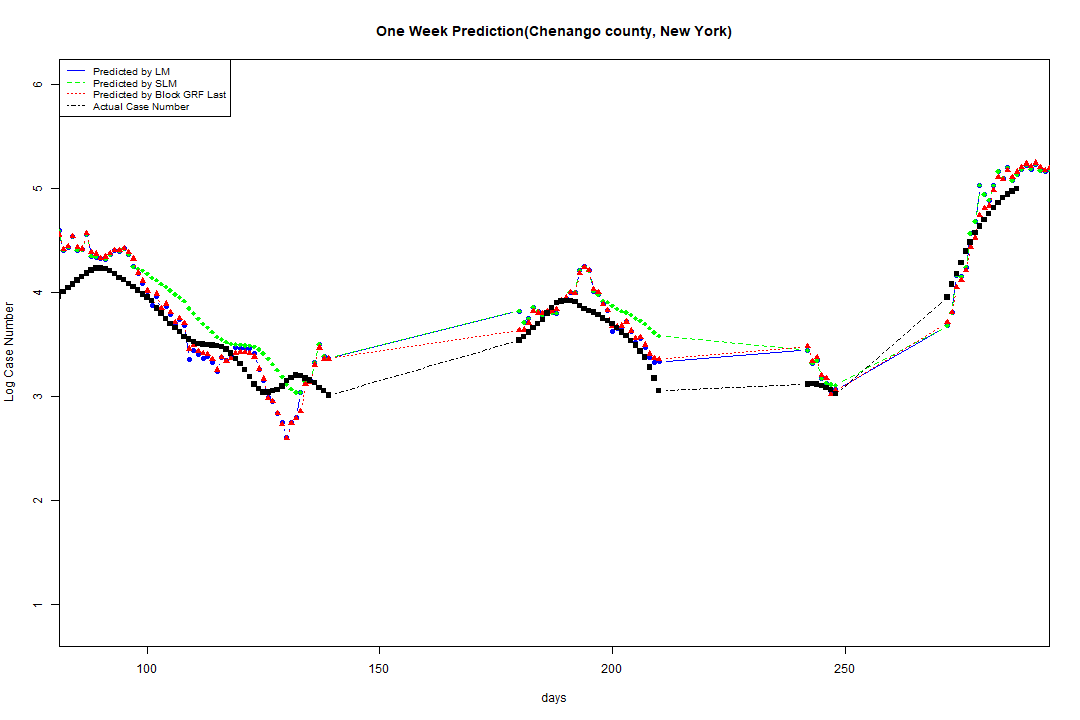 One Week Prediction(Chenango county, New York)
Predicted by LM
Predicted by SLM
Predicted by Block GRF Last
Actual Case Number
6
5
4
3
2
1
Log Case Number
100 150 200 250
days